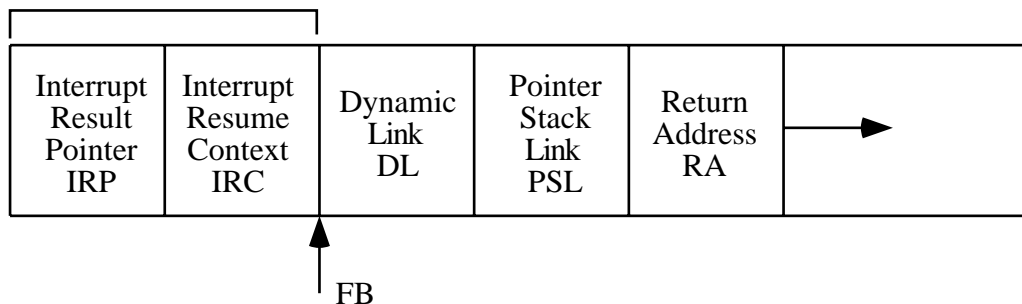 Interrupt
Result
Pointer
IRP
Interrupt
Resume
Context
IRC
Dynamic
Link
DL
Pointer
Stack
Link
PSL
Return
Address
RA
FB